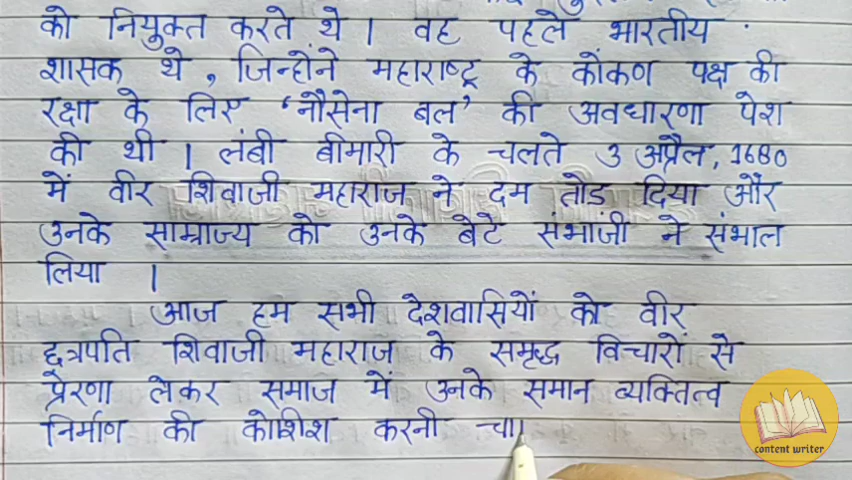 को नियुक्त करते थे । वह पहले भारतीय
शासक थे , जिन्होंने महाराष्ट्र के कोंकण पक्ष की
रक्षा के लिए 'नौसेना बल' की अवधारणा पेश
की थी । लंबी बीमारी के चलते 3 अप्रैल, 1680
में वीर शिवाजी महाराज ने दम तोड दिया और
उनके साम्राज्य को उनके बेटे संभाजी ने संभाल
लिया ।
आज हम सभी देशवासियों को वीर
छत्रपति शिवाजी महाराज के समृद्ध विचारों से
प्रेरणा लेकर समाज में उनके समान व्यक्तित्व
निर्माण की कोशिश करनी चा
content writer